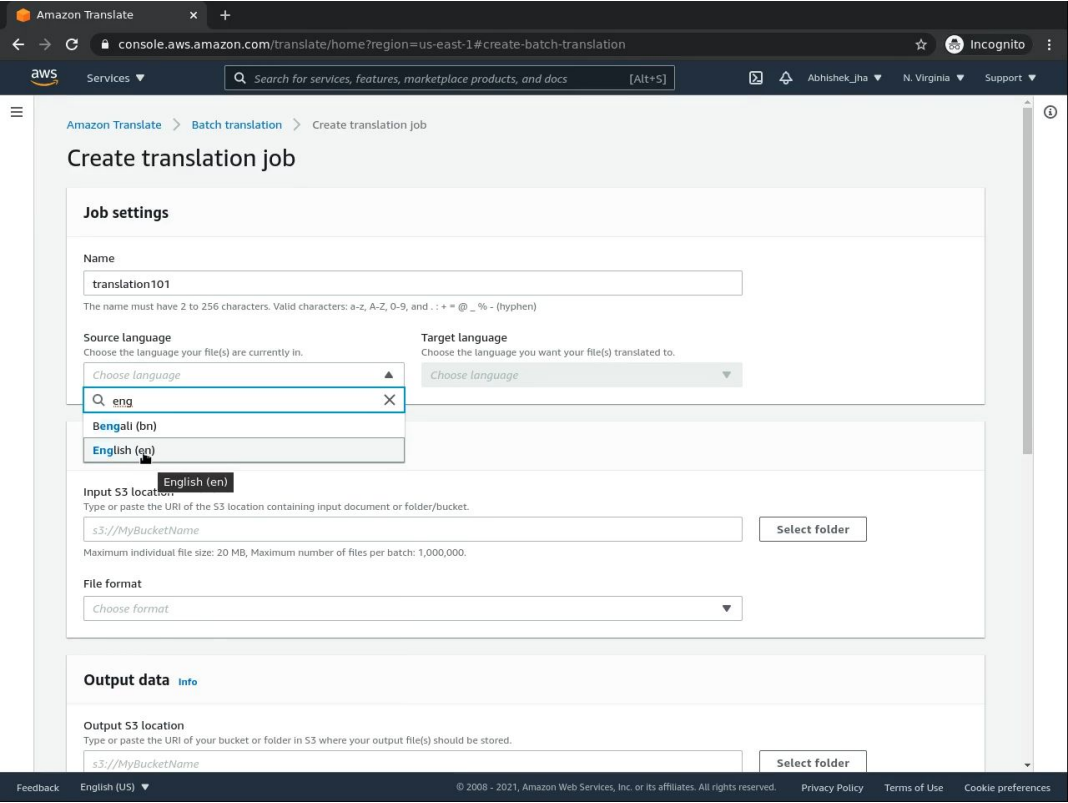 Amazon Translate
console.aws.amazon.com/translate/home?region=us-east-1#create-batch-translation
Incognito
aws
Services
Search for services, features, marketplace products, and docs
[Alt+S]
Abhishek_jha
N. Virginia
Support
Amazon Translate > Batch translation > Create translation job
Create translation job
Job settings
Name
translation101
The name must have 2 to 256 characters. Valid characters: a-z, A-Z, 0-9, and . : + = @ _ % - (hyphen)
Source language
Choose the language your file(s) are currently in.
Choose language
Target language
Choose the language you want your file(s) translated to.
Choose language
eng
Bengali (bn)
English (en)
English (en)
Input S3 location
Type or paste the URI of the S3 location containing input document or folder/bucket.
s3://MyBucketName
Select folder
Maximum individual file size: 20 MB, Maximum number of files per batch: 1,000,000.
File format
Choose format
Output data Info
Output S3 location
Type or paste the URI of your bucket or folder in S3 where your output file(s) should be stored.
s3://MyBucketName
Select folder
Feedback
English (US)
© 2008 - 2021, Amazon Web Services, Inc. or its affiliates. All rights reserved.
Privacy Policy
Terms of Use
Cookie preferences